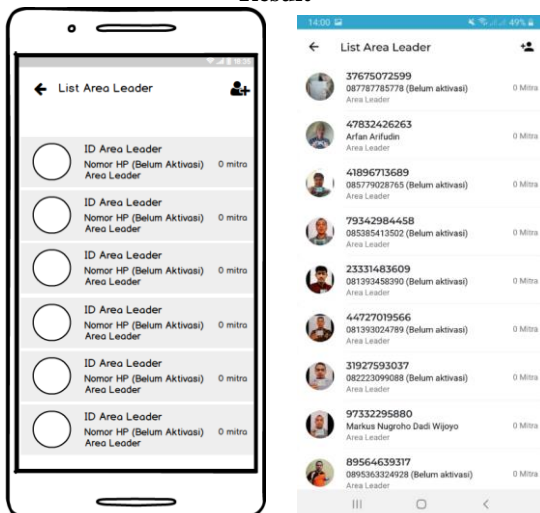 Result
18:35
List Area Leader
ID Area Leader
Nomor HP (Belum Aktivasi) 0 mitra
Area Leader
ID Area Leader
Nomor HP (Belum Aktivasi) 0 mitra
Area Leader
ID Area Leader
Nomor HP (Belum Aktivasi) 0 mitra
Area Leader
ID Area Leader
Nomor HP (Belum Aktivasi) 0 mitra
Area Leader
ID Area Leader
Nomor HP (Belum Aktivasi) 0 mitra
Area Leader
ID Area Leader
Nomor HP (Belum Aktivasi) 0 mitra
Area Leader
14:00 49%
List Area Leader
37675072599
087787785778 (Belum aktivasi) 0 Mitra
Area Leader
47832426263
Arfan Arifudin 0 Mitra
Area Leader
41896713689
085779028765 (Belum aktivasi) 0 Mitra
Area Leader
79342984458
085385413502 (Belum aktivasi) 0 Mitra
Area Leader
23331483609
081393458390 (Belum aktivasi) 0 Mitra
Area Leader
44727019566
081393024789 (Belum aktivasi) 0 Mitra
Area Leader
31927593037
082223099088 (Belum aktivasi) 0 Mitra
Area Leader
97332295880
Markus Nugroho Dadi Wijoyo 0 Mitra
Area Leader
89564639317
0895363324928 (Belum aktivasi) 0 Mitra
Area Leader